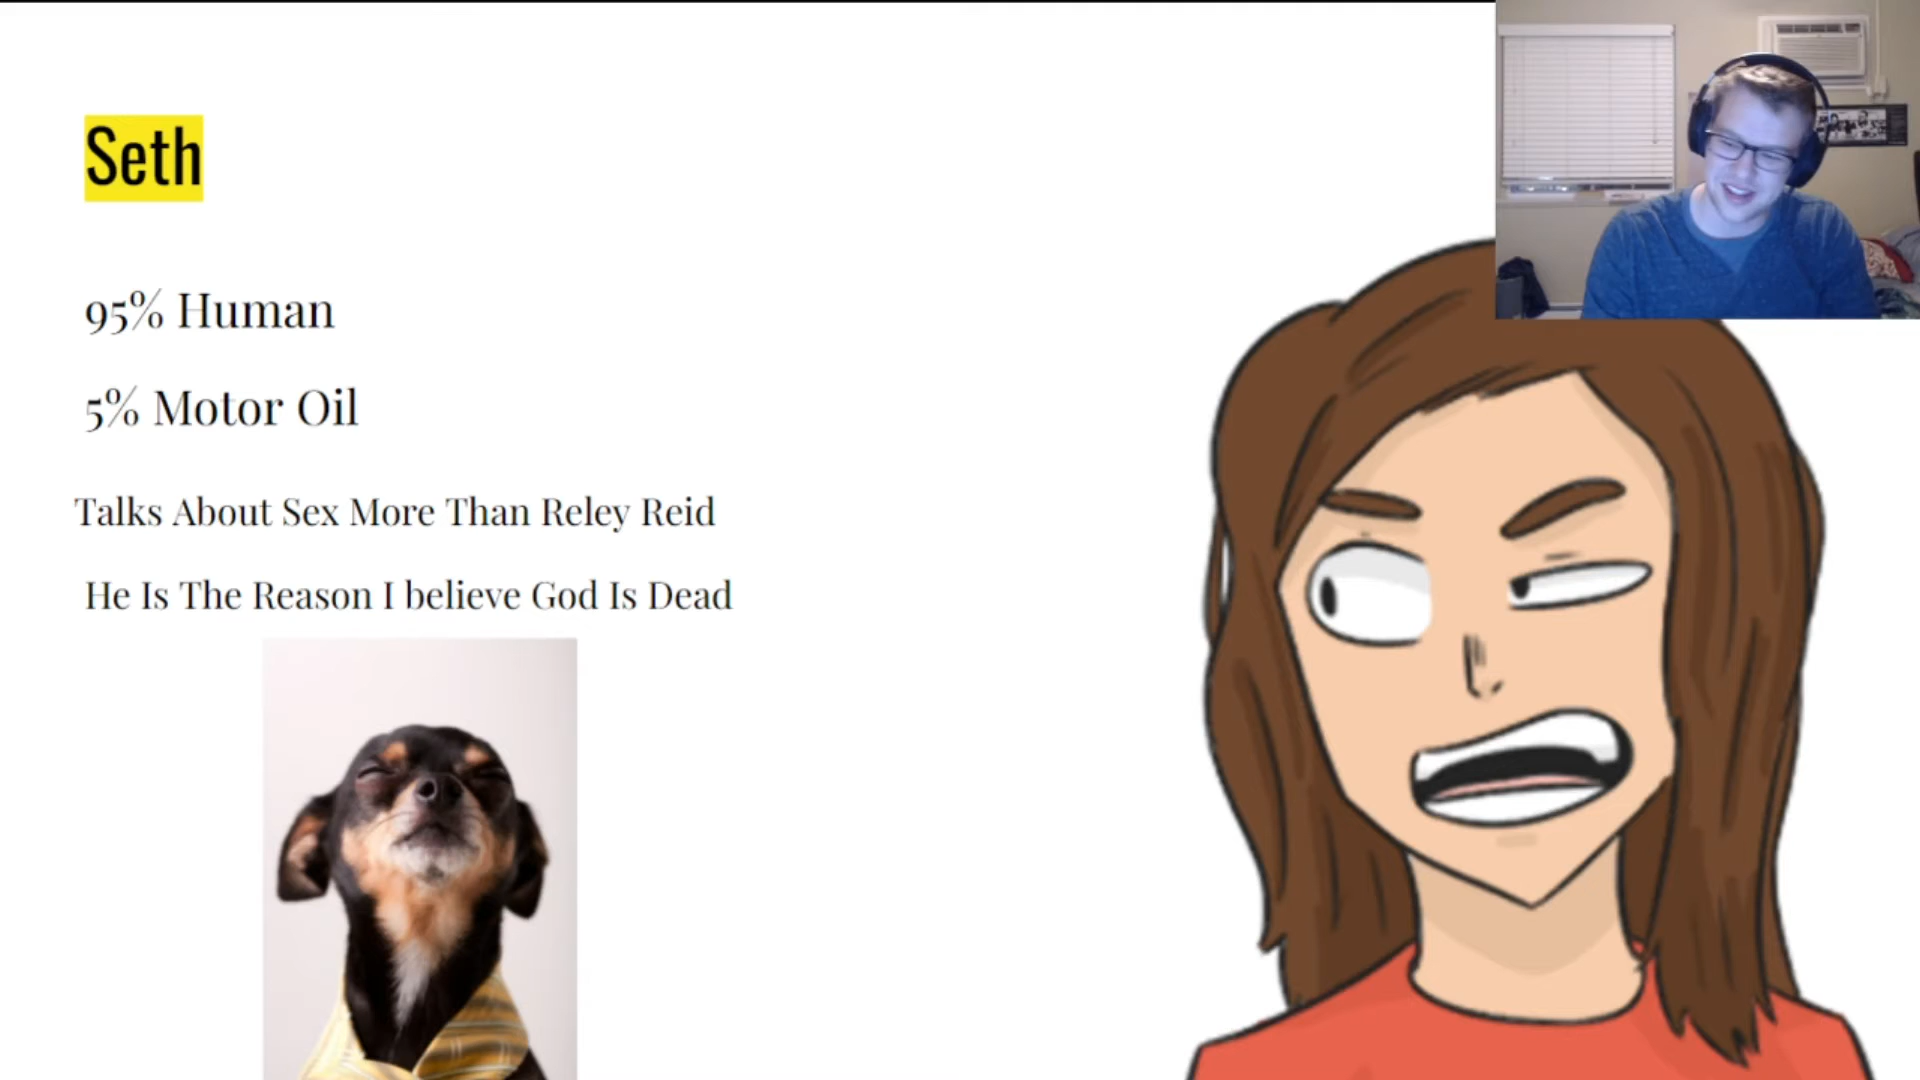 Seth
95% Human
5% Motor Oil
Talks About Sex More Than Reley Reid
He Is The Reason I believe God Is Dead